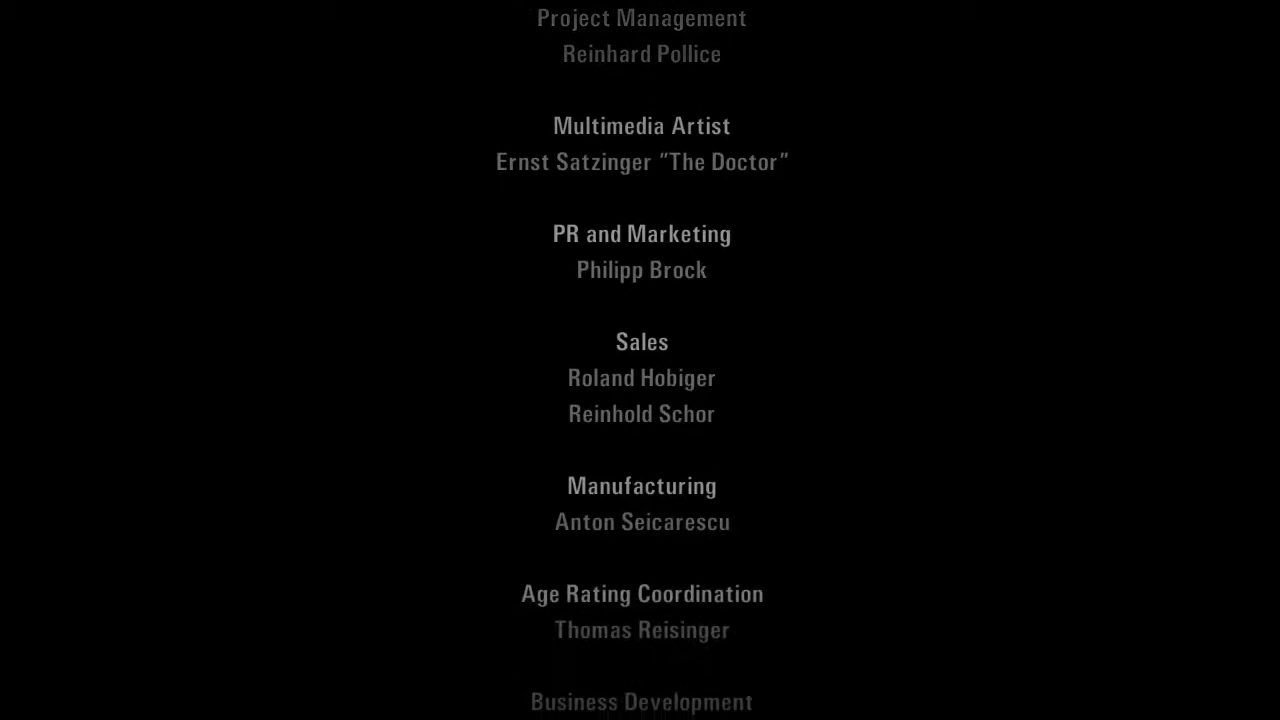 Project Management
Reinhard Pollice
Multimedia Artist
Ernst Satzinger “The Doctor”
PR and Marketing
Philipp Brock
Sales
Roland Hobiger
Reinhold Schor
Manufacturing
Anton Seicarescu
Age Rating Coordination
Thomas Reisinger
Business Development